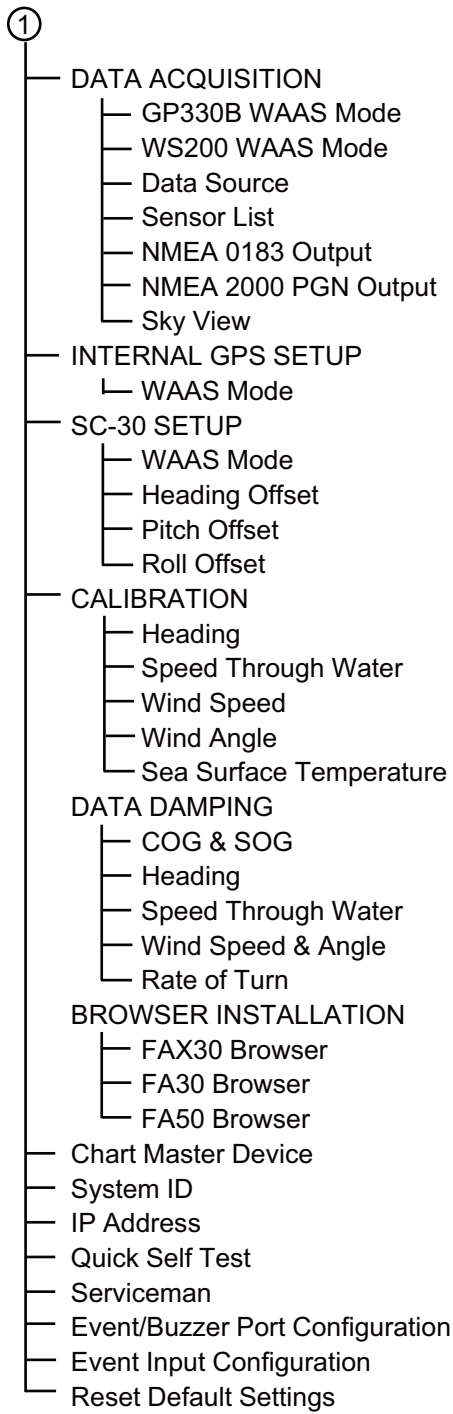 1
DATA ACQUISITION
GP330B WAAS Mode
WS200 WAAS Mode
Data Source
Sensor List
NMEA 0183 Output
NMEA 2000 PGN Output
Sky View
INTERNAL GPS SETUP
WAAS Mode
SC-30 SETUP
WAAS Mode
Heading Offset
Pitch Offset
Roll Offset
CALIBRATION
Heading
Speed Through Water
Wind Speed
Wind Angle
Sea Surface Temperature
DATA DAMPING
COG & SOG
Heading
Speed Through Water
Wind Speed & Angle
Rate of Turn
BROWSER INSTALLATION
FAX30 Browser
FA30 Browser
FA50 Browser
Chart Master Device
System ID
IP Address
Quick Self Test
Serviceman
Event/Buzzer Port Configuration
Event Input Configuration
Reset Default Settings